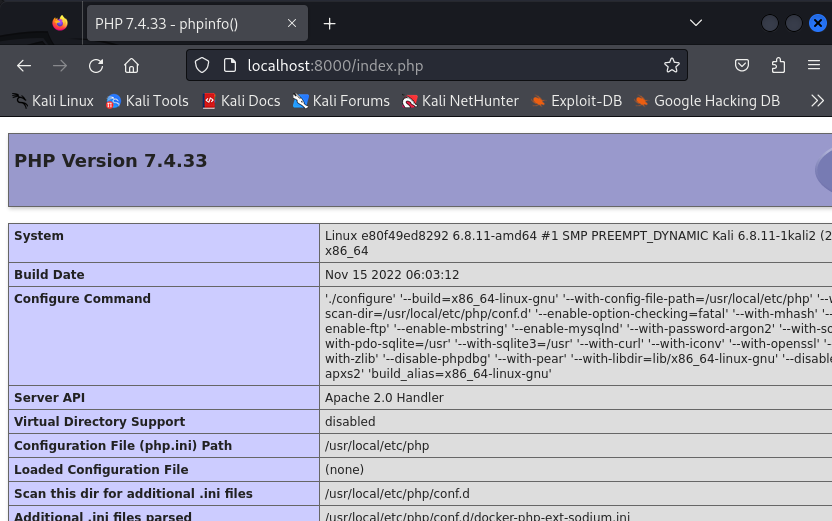 PHP 7.4.33 - phpinfo()
localhost:8000/index.php
Kali Linux Kali Tools Kali Docs Kali Forums Kali NetHunter Exploit-DB Google Hacking DB
PHP Version 7.4.33
System Linux e80f49ed8292 6.8.11-amd64 #1 SMP PREEMPT_DYNAMIC Kali 6.8.11-1kali2 (2
x86_64
Build Date Nov 15 2022 06:03:12
Configure Command './configure' '--build=x86_64-linux-gnu' '--with-config-file-path=/usr/local/etc/php' '--w
scan-dir=/usr/local/etc/php/conf.d' '--enable-option-checking=fatal' '--with-mhash' '--
enable-ftp' '--enable-mbstring' '--enable-mysqlnd' '--with-password-argon2' '--with-so
with-pdo-sqlite=/usr' '--with-sqlite3=/usr' '--with-curl' '--with-iconv' '--with-openssl' '--
with-zlib' '--disable-phpdbg' '--with-pear' '--with-libdir=lib/x86_64-linux-gnu' '--disable
apxs2' 'build_alias=x86_64-linux-gnu'
Server API Apache 2.0 Handler
Virtual Directory Support disabled
Configuration File (php.ini) Path /usr/local/etc/php
Loaded Configuration File (none)
Scan this dir for additional .ini files /usr/local/etc/php/conf.d
Additional .ini files parsed /usr/local/etc/php/conf.d/docker-php-ext-sodium.ini